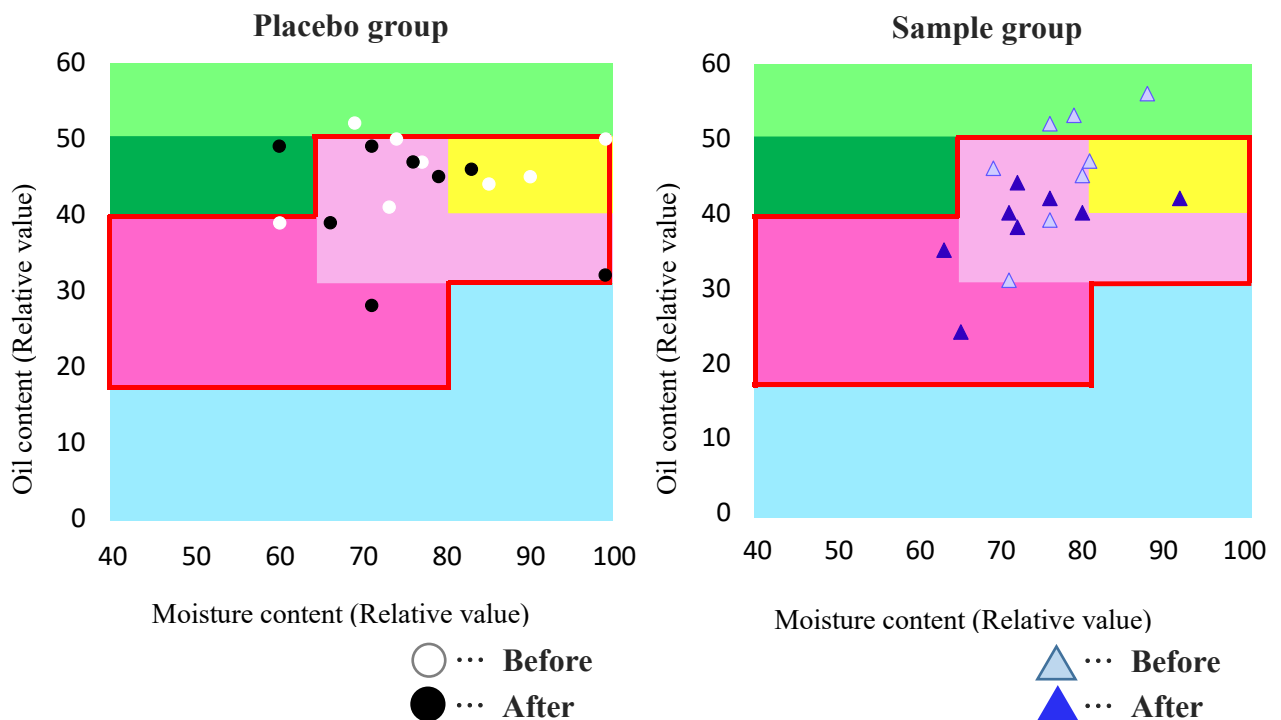 Placebo group
60
50
40
30
20
10
0
Oil content (Relative value)
40 50 60 70 80 90 100
Moisture content (Relative value)
… Before
… After
Sample group
60
50
40
30
20
10
0
Oil content (Relative value)
40 50 60 70 80 90 100
Moisture content (Relative value)
… Before
… After